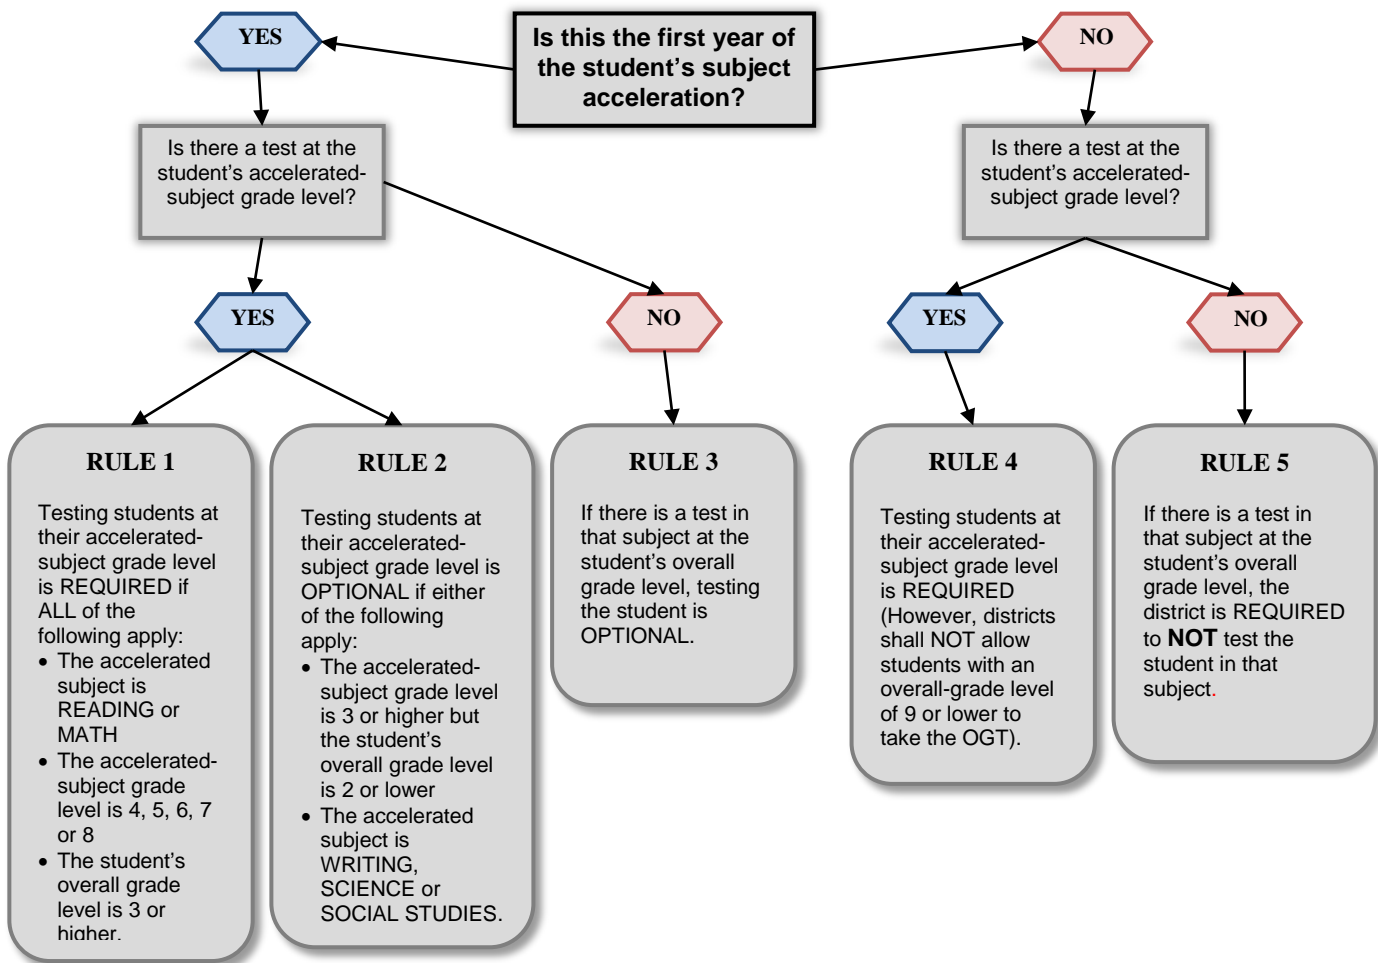 Is this the first year of
the student’s subject
acceleration?
YES
NO
Is there a test at the
student’s accelerated-
subject grade level?
Is there a test at the
student’s accelerated-
subject grade level?
YES
NO
YES
NO
RULE 1
Testing students at
their accelerated-
subject grade level
is REQUIRED if
ALL of the
following apply:
• The accelerated
subject is
READING or
MATH
• The accelerated-
subject grade
level is 4, 5, 6, 7
or 8
• The student’s
overall grade
level is 3 or
higher.
RULE 2
Testing students at
their accelerated-
subject grade level is
OPTIONAL if either
of the following
apply:
• The accelerated-
subject grade level
is 3 or higher but
the student’s
overall grade level
is 2 or lower
• The accelerated
subject is
WRITING,
SCIENCE or
SOCIAL STUDIES.
RULE 3
If there is a test in
that subject at the
student’s overall
grade level, testing
the student is
OPTIONAL.
RULE 4
Testing students at
their accelerated-
subject grade level
is REQUIRED
(However, districts
shall NOT allow
students with an
overall-grade level
of 9 or lower to
take the OGT).
RULE 5
If there is a test in
that subject at the
student’s overall
grade level, the
district is REQUIRED
to NOT test the
student in that
subject.